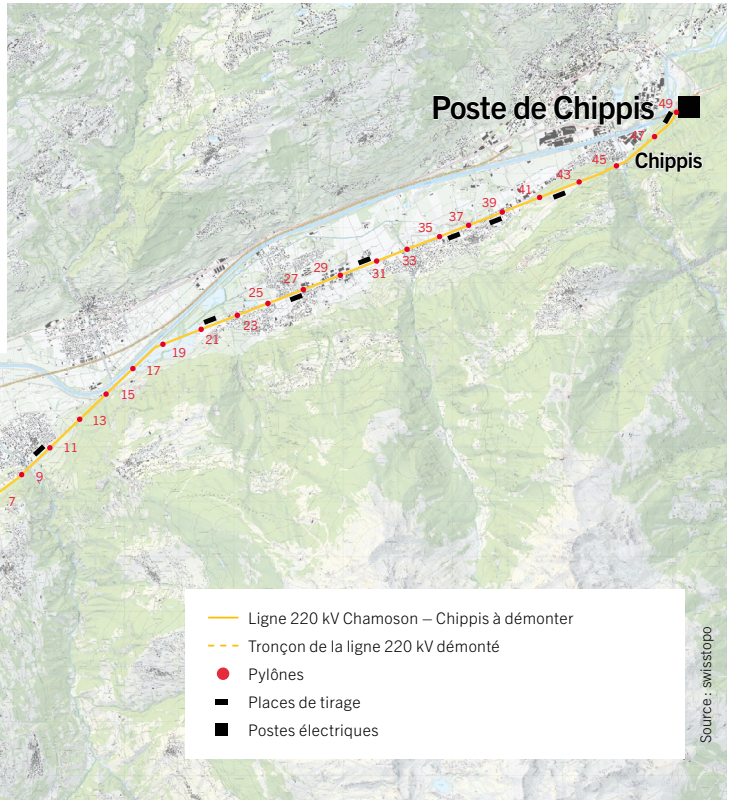 Poste de Chippis
49
47
Chippis
45
43
41
39
37
35
33
31
29
27
25
23
21
19
17
15
13
11
9
7
Ligne 220 kV Chamoson – Chippis à démonter
Tronçon de la ligne 220 kV démonté
Pylônes
Places de tirage
Postes électriques
Source: swisstopo